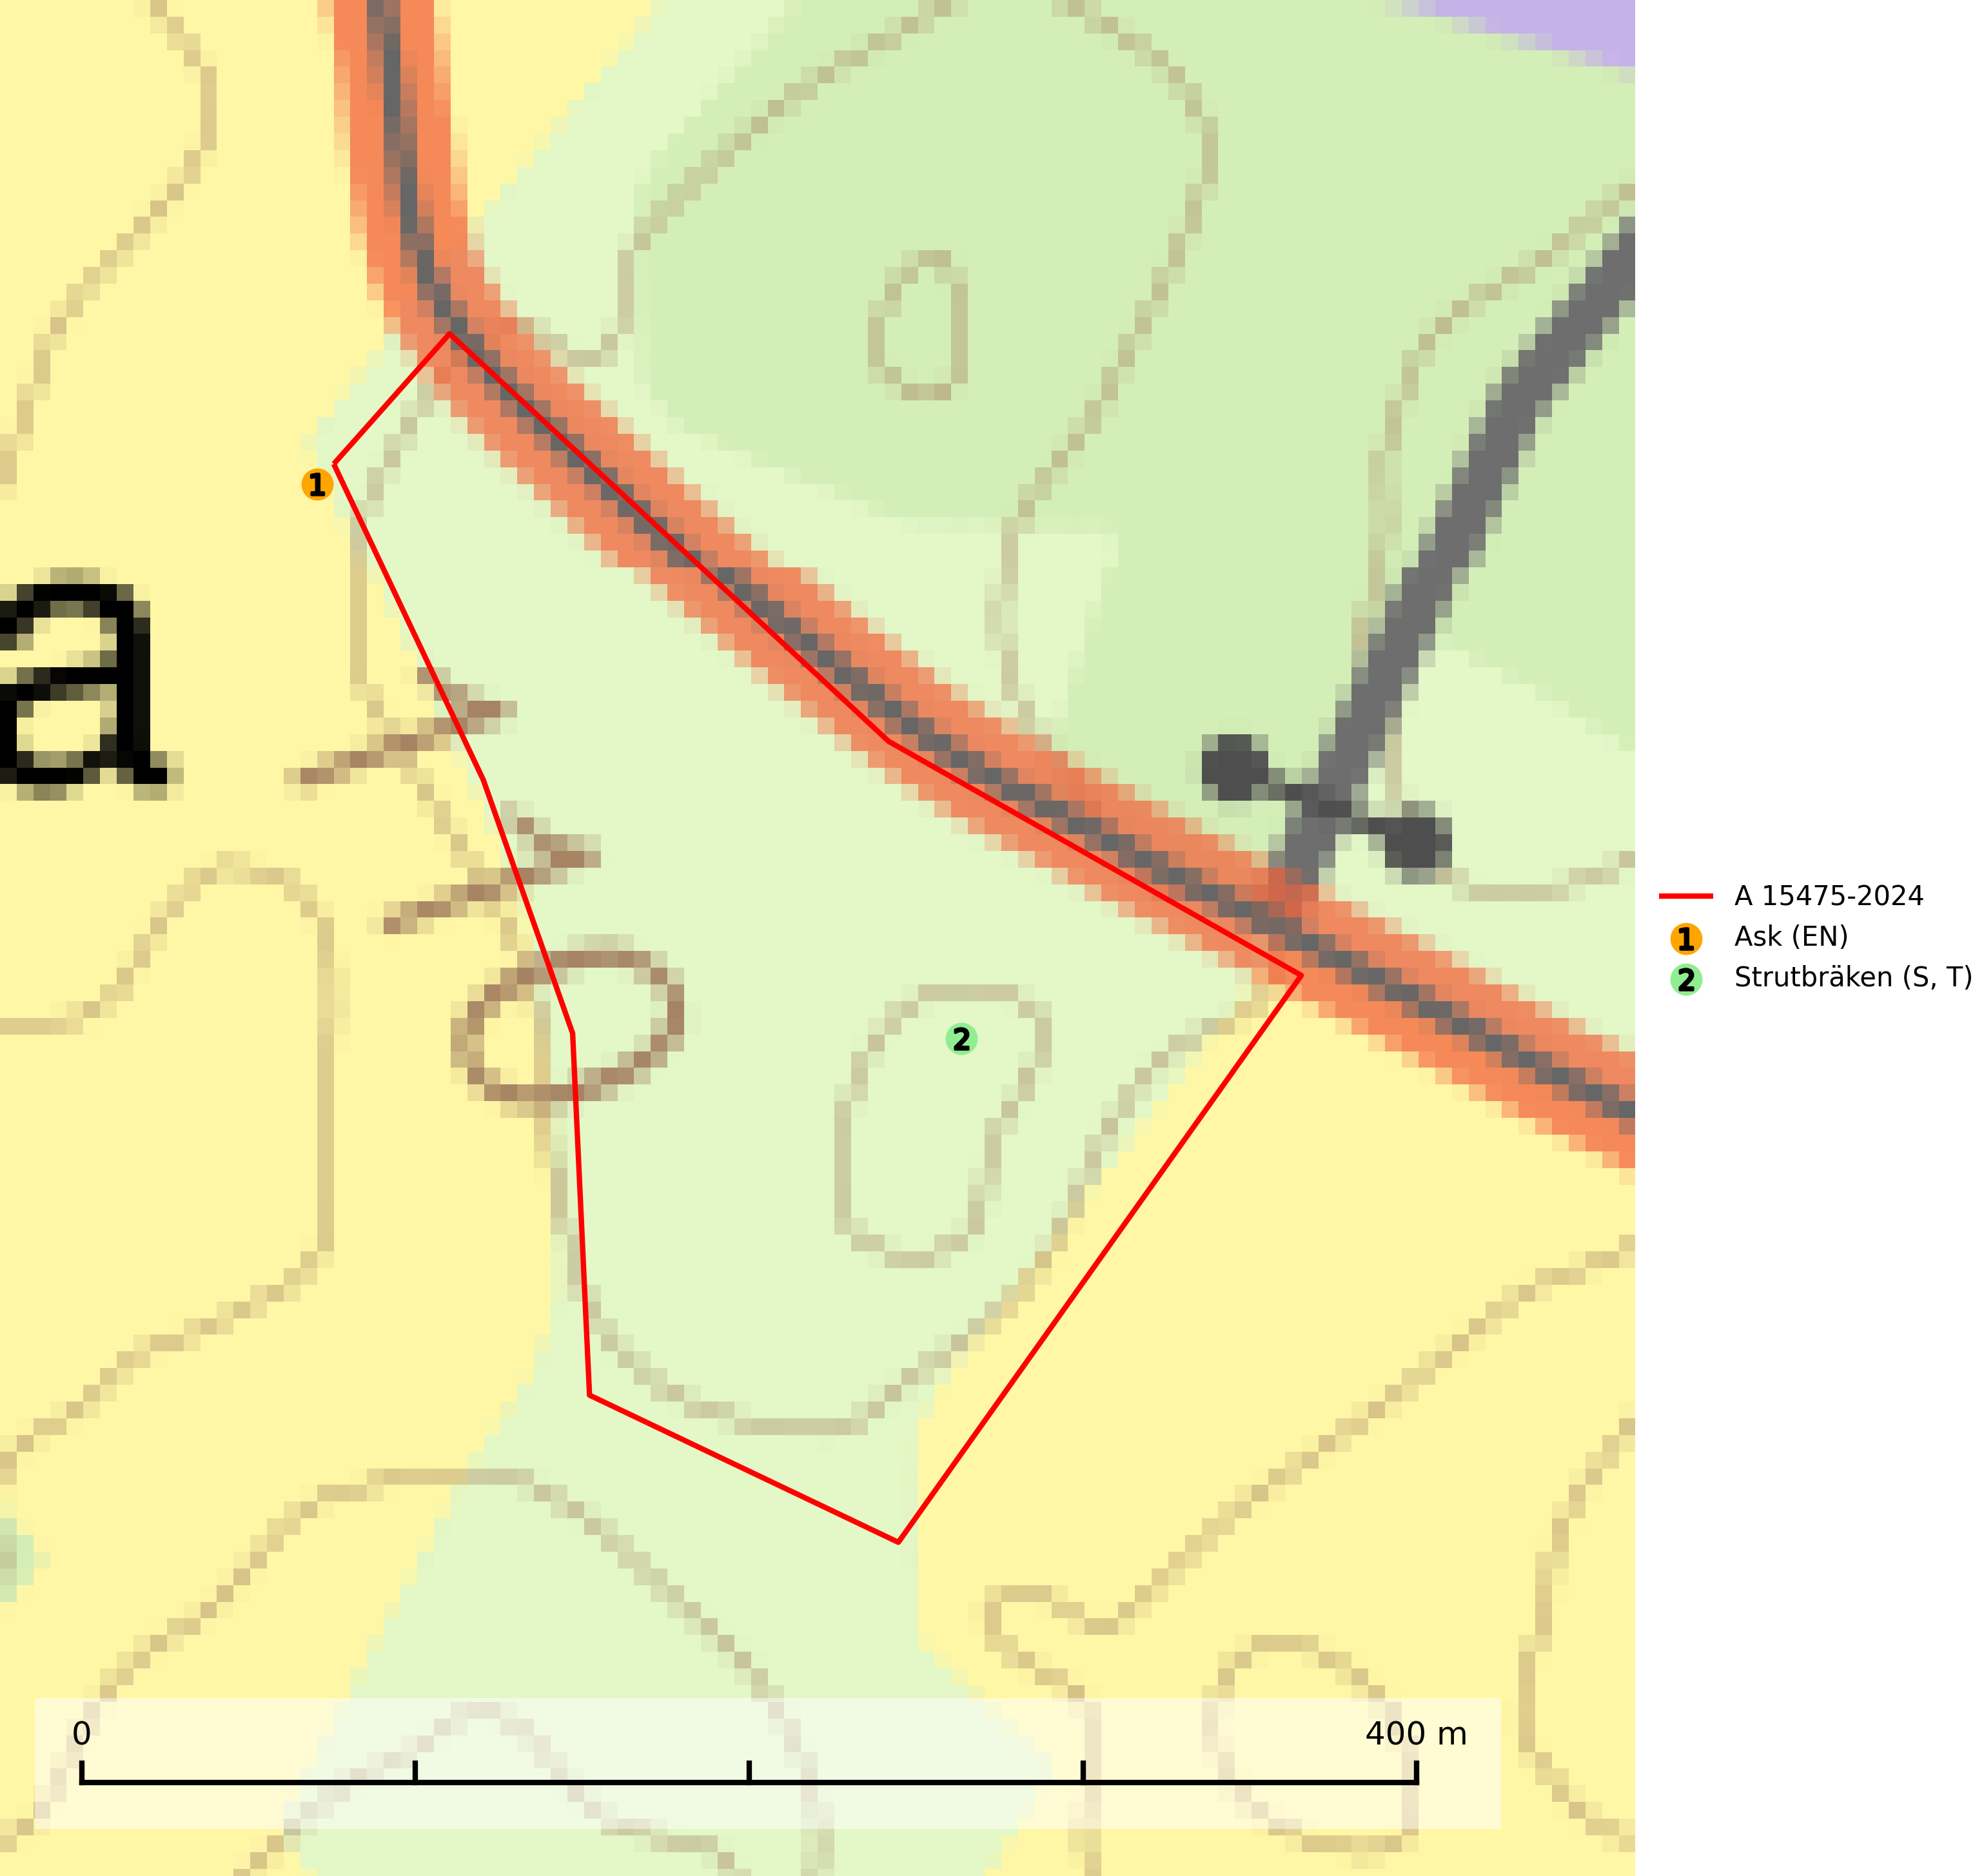 1
a
2
A 15475-2024
1 Ask (EN)
2 Strutbräken (S, T)
0 400 m